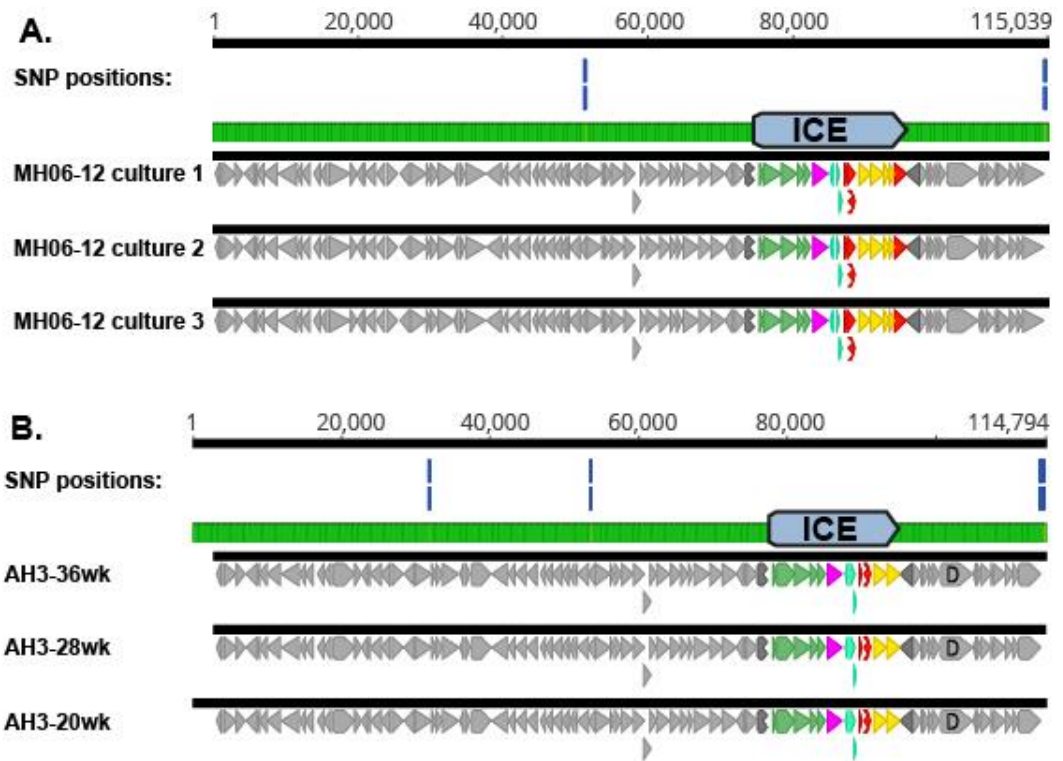 A.
1 20,000 40,000 60,000 80,000 115,039
SNP positions:
ICE
MH06-12 culture 1
MH06-12 culture 2
MH06-12 culture 3
B.
1 20,000 40,000 60,000 80,000 114,794
SNP positions:
ICE
AH3-36wk D
AH3-28wk D
AH3-20wk D